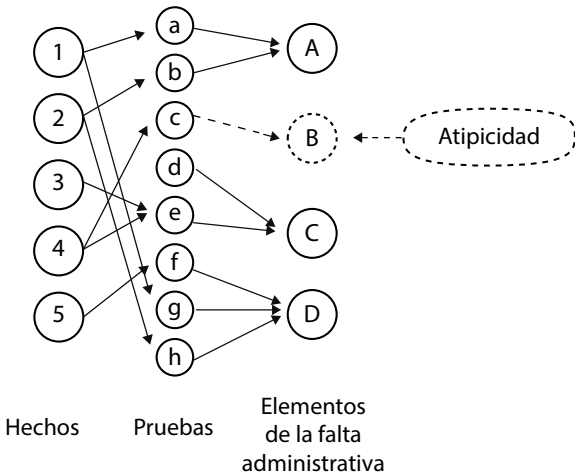 1
2
3
4
5
a
b
c
d
e
f
g
h
A
B
C
D
Atipicidad
Hechos
Pruebas
Elementos
de la falta
administrativa